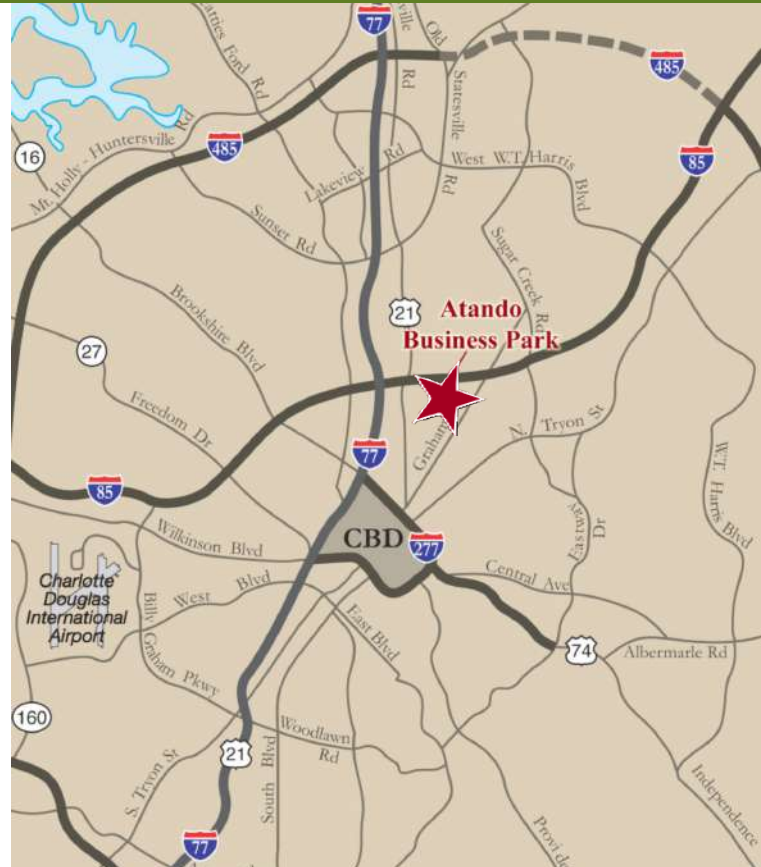 77
Old
Statesville
Rd
Rd
485
485
16
85
Mt. Holly - Huntersville Rd
Ford Rd
Lakeview Rd
West W.T. Harris Blvd
Sunset Rd
Sugar Creek Rd
Brookshire Blvd
21
Atando
Business Park
27
Freedom Dr
Graham
N. Tryon St
77
85
W.T. Harris Blvd
Wilkinson Blvd
CBD
277
Eastway Dr
Charlotte
Douglas
International
Airport
West Blvd
Central Ave
Billy Graham Pkwy
East Blvd
74
Albermarle Rd
160
Woodlawn
Rd
21
S. Tryon St
South Blvd
Independence
77